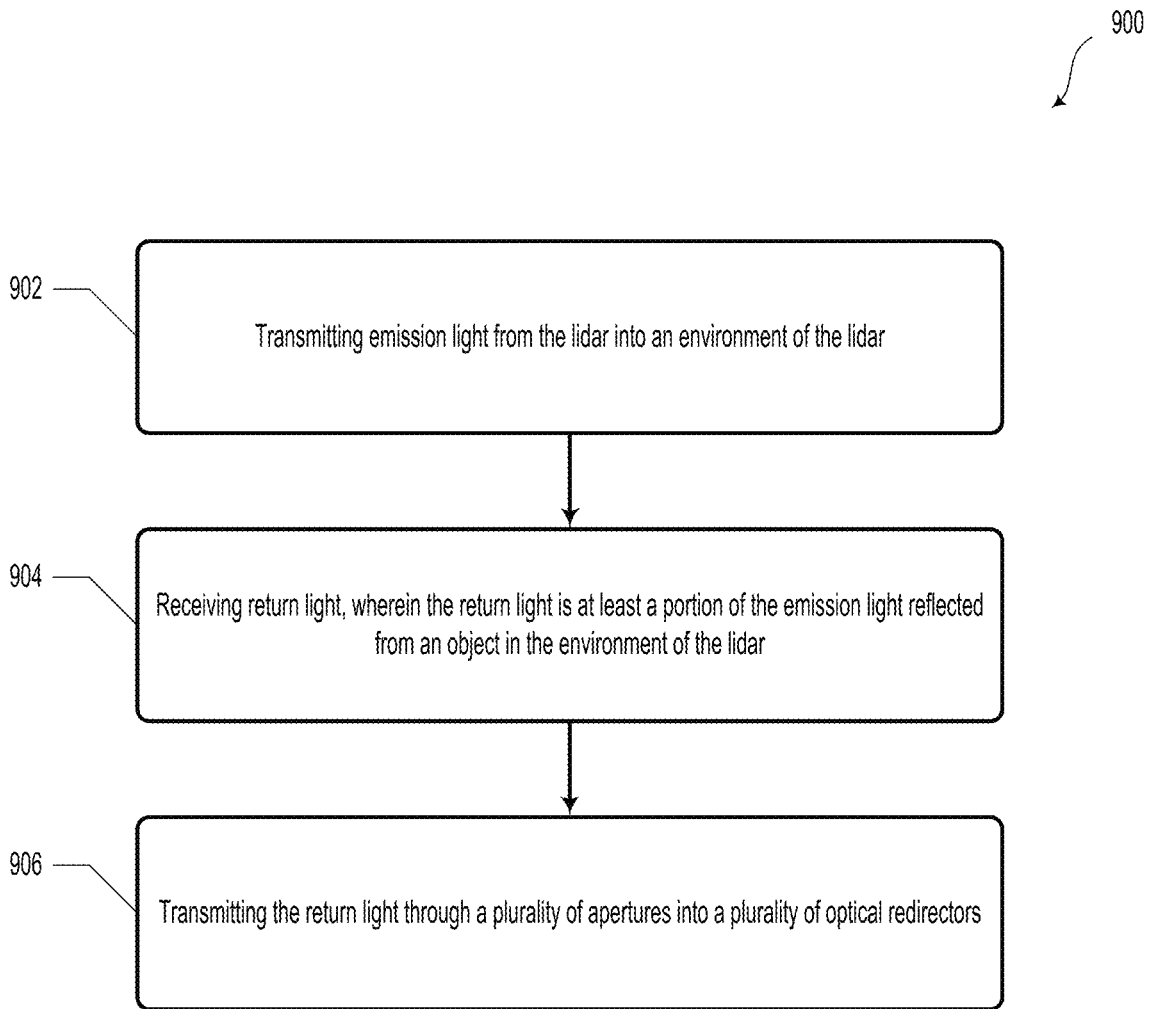 900
902
Transmitting emission light from the lidar into an environment of the lidar
904
Receiving return light, wherein the return light is at least a portion of the emission light reflected
from an object in the environment of the lidar
906
Transmitting the return light through a plurality of apertures into a plurality of optical redirectors